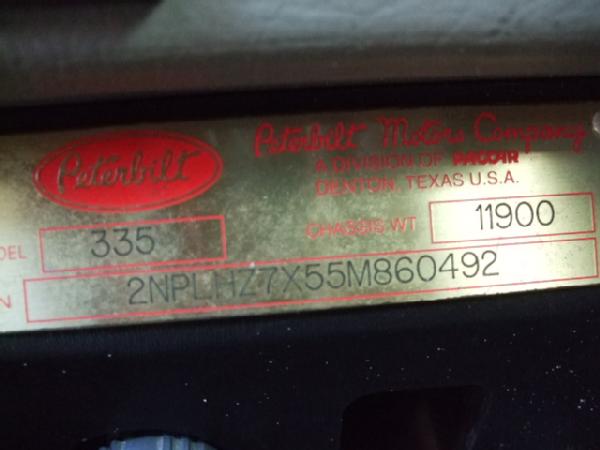 Peterbilt
Peterbilt Motors Company
A DIVISION OF PACCAR
DENTON, TEXAS U.S.A.
DEL 335 CHASSIS WT 11900
N 2NPLHZ7X55M860492